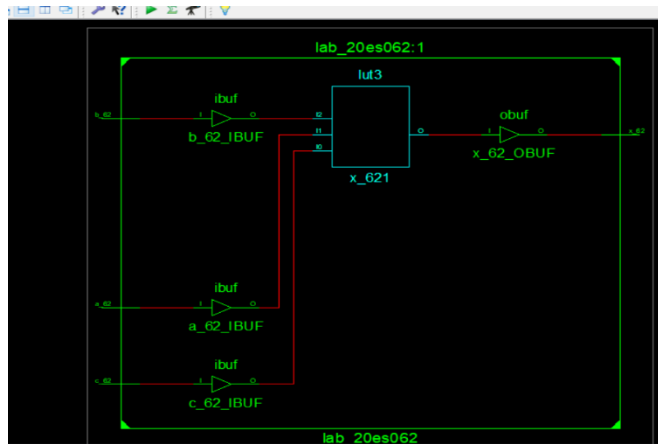 lab_20es062:1
lut3
ibuf
b_62
I
O
I2
b_62_IBUF
I1
I0
O
obuf
I
O
x_62
x_62_OBUF
x_621
ibuf
a_62
I
O
a_62_IBUF
ibuf
c_62
I
O
c_62_IBUF
lab_20es062